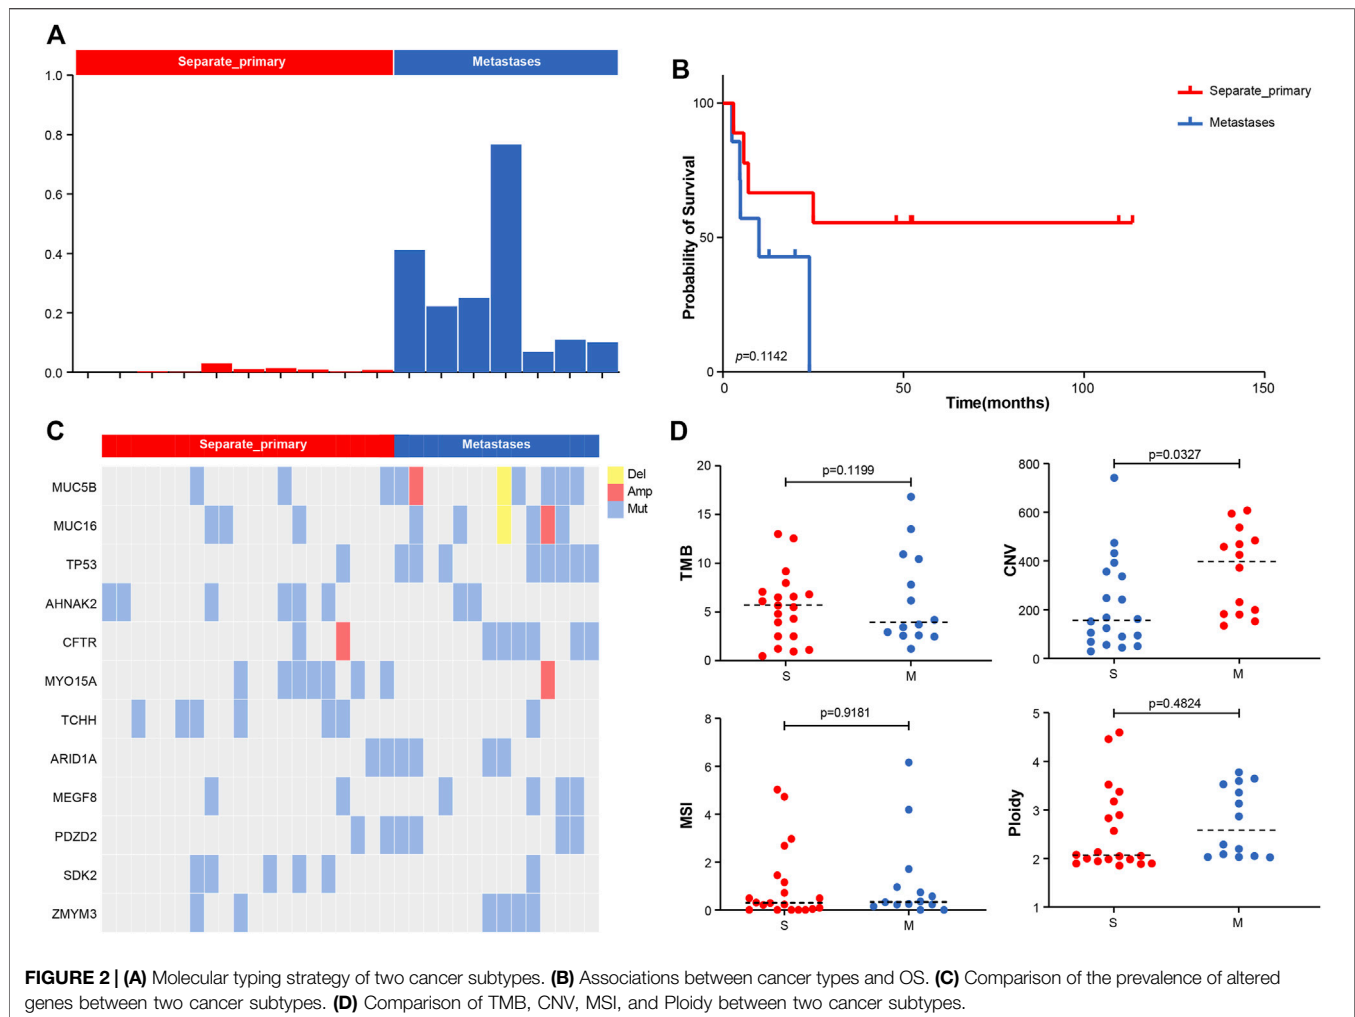 A
Separate_primary
Metastases
1.0
0.8
0.6
0.4
0.2
0.0
B
Separate_primary
Metastases
Probability of Survival
100
50
0
p=0.1142
0
50
100
150
Time(months)
C
Separate_primary
Metastases
Del
Amp
Mut
MUC5B
MUC16
TP53
AHNAK2
CFTR
MYO15A
TCHH
ARID1A
MEGF8
PDZD2
SDK2
ZMYM3
D
TMB
20
15
10
5
0
p=0.1199
S
M
CNV
800
600
400
200
0
p=0.0327
S
M
MSI
8
6
4
2
0
p=0.9181
S
M
Ploidy
5
4
3
2
1
p=0.4824
S
M
FIGURE 2 | (A) Molecular typing strategy of two cancer subtypes. (B) Associations between cancer types and OS. (C) Comparison of the prevalence of altered
genes between two cancer subtypes. (D) Comparison of TMB, CNV, MSI, and Ploidy between two cancer subtypes.